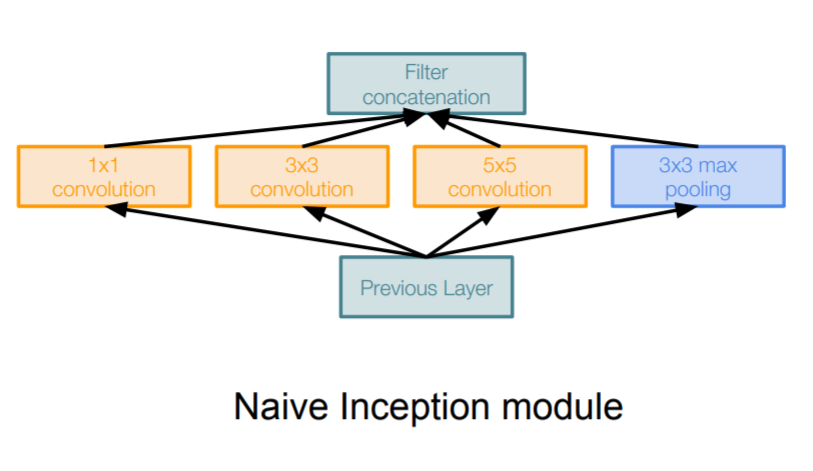 Filter
concatenation
1x1
convolution
3x3
convolution
5x5
convolution
3x3 max
pooling
Previous Layer
Naive Inception module